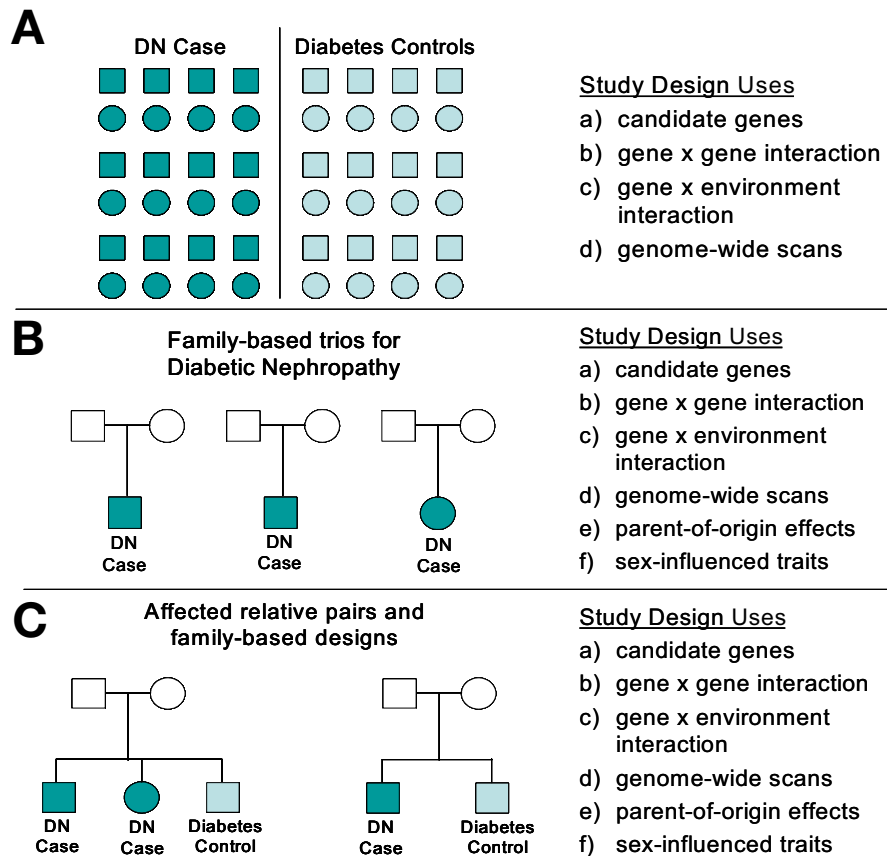 A
DN Case
Diabetes Controls
Study Design Uses
a) candidate genes
b) gene x gene interaction
c) gene x environment
interaction
d) genome-wide scans
B
Family-based trios for
Diabetic Nephropathy
DN
Case
DN
Case
DN
Case
Study Design Uses
a) candidate genes
b) gene x gene interaction
c) gene x environment
interaction
d) genome-wide scans
e) parent-of-origin effects
f) sex-influenced traits
C
Affected relative pairs and
family-based designs
DN
Case
DN
Case
Diabetes
Control
DN
Case
Diabetes
Control
Study Design Uses
a) candidate genes
b) gene x gene interaction
c) gene x environment
interaction
d) genome-wide scans
e) parent-of-origin effects
f) sex-influenced traits